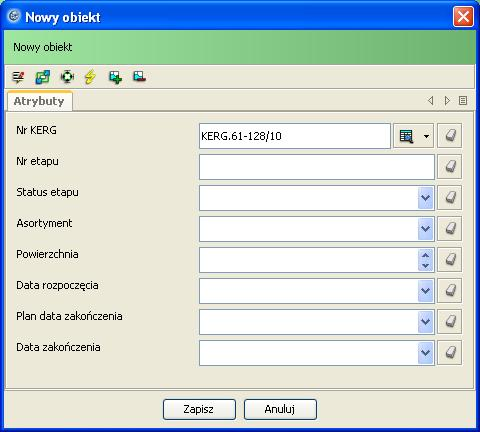 Nowy obiekt
Nowy obiekt
Atrybuty
Nr KERG KERG.61-128/10
Nr etapu
Status etapu
Asortyment
Powierzchnia
Data rozpoczęcia
Plan data zakończenia
Data zakończenia
Zapisz Anuluj